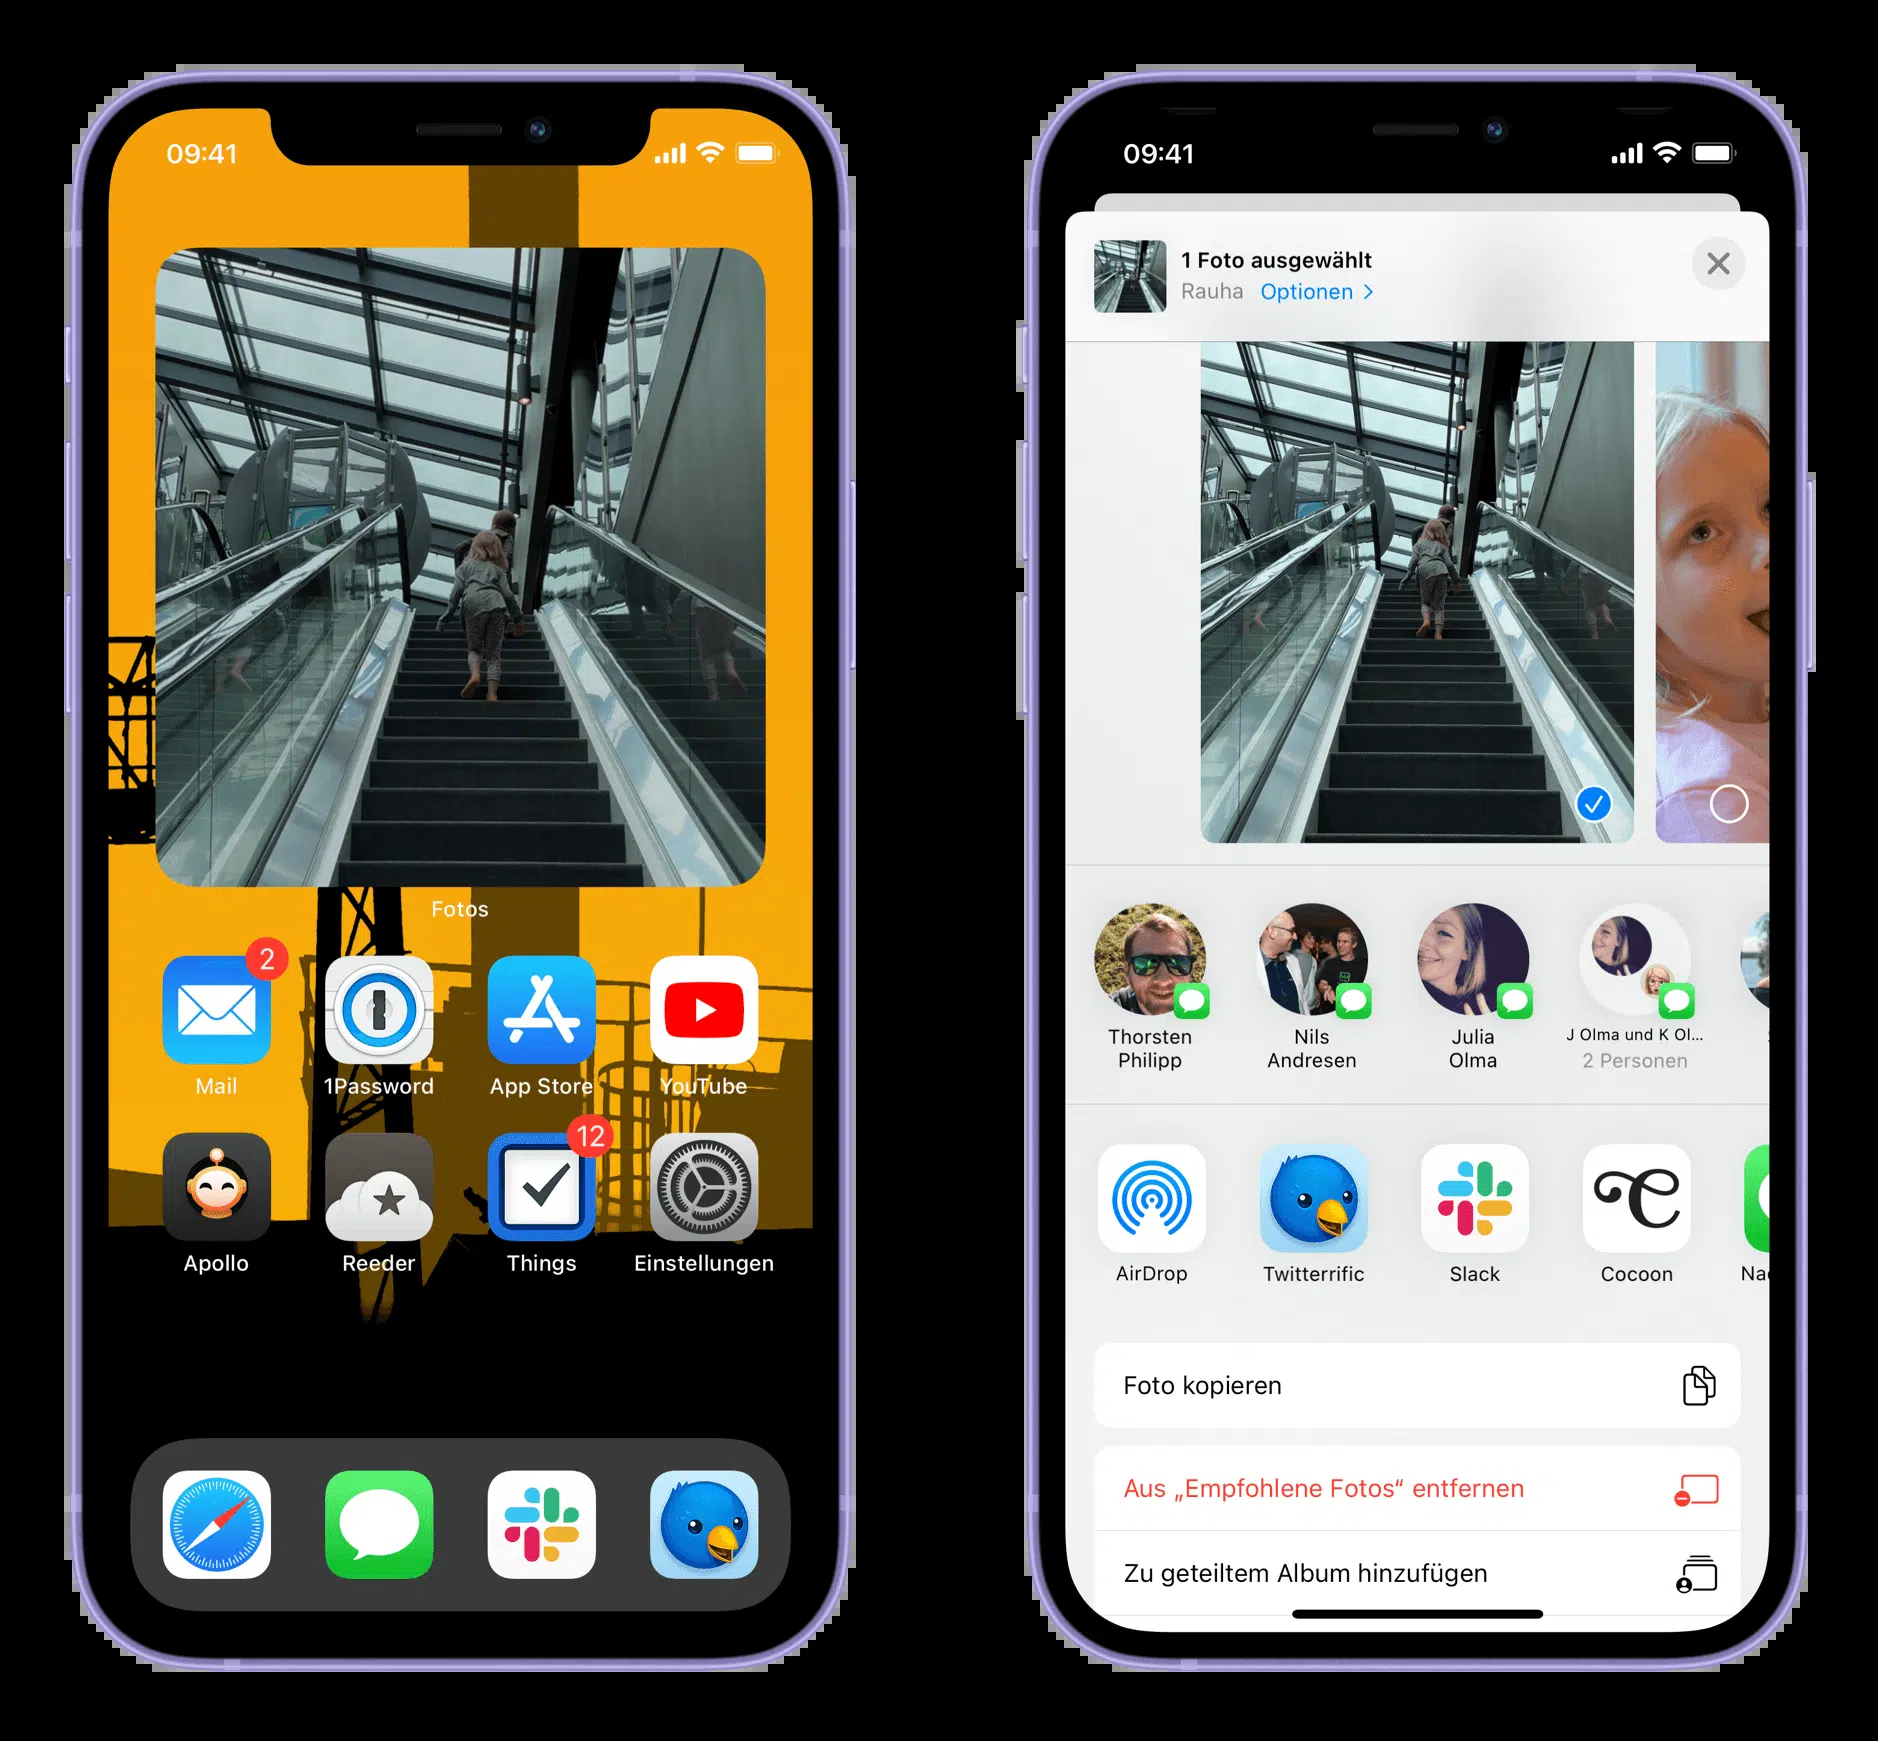 09:41
Fotos
2
Mail
1Password
App Store
YouTube
12
Apollo
Reeder
Things
Einstellungen
09:41
1 Foto ausgewählt
Rauha Optionen >
Thorsten
Philipp
Nils
Andresen
Julia
Olma
J Olma und K Ol...
2 Personen
AirDrop
Twitterrific
Slack
Cocoon
Foto kopieren
Aus „Empfohlene Fotos“ entfernen
Zu geteiltem Album hinzufügen